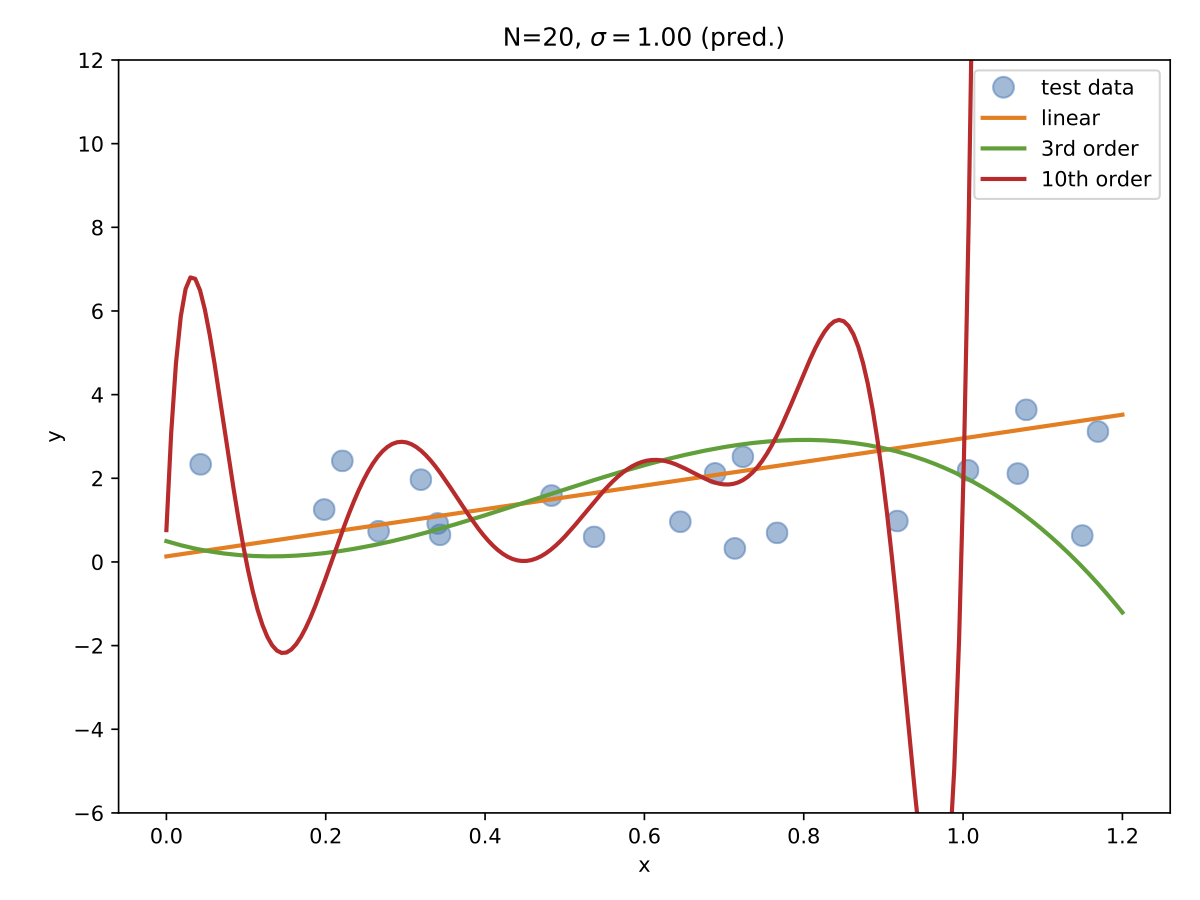 N=20, σ = 1.00 (pred.)
12
10
8
6
4
2
0
−2
−4
−6
y
test data
linear
3rd order
10th order
0.0 0.2 0.4 0.6 0.8 1.0 1.2
x